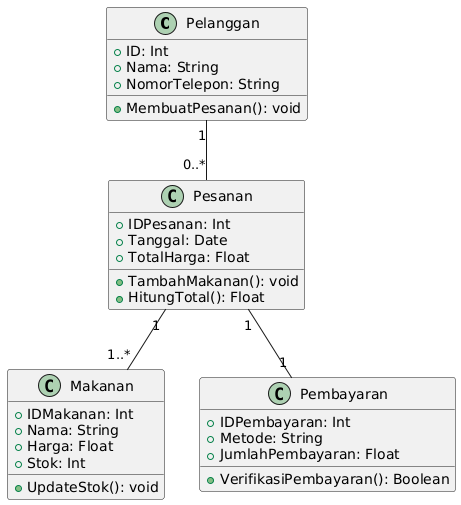 C Pelanggan
ID: Int
Nama: String
NomorTelepon: String
MembuatPesanan(): void
1
0..*
C Pesanan
IDPesanan: Int
Tanggal: Date
TotalHarga: Float
TambahMakanan(): void
HitungTotal(): Float
1
1
1..*
1
C Makanan
IDMakanan: Int
Nama: String
Harga: Float
Stok: Int
UpdateStok(): void
C Pembayaran
IDPembayaran: Int
Metode: String
JumlahPembayaran: Float
VerifikasiPembayaran(): Boolean